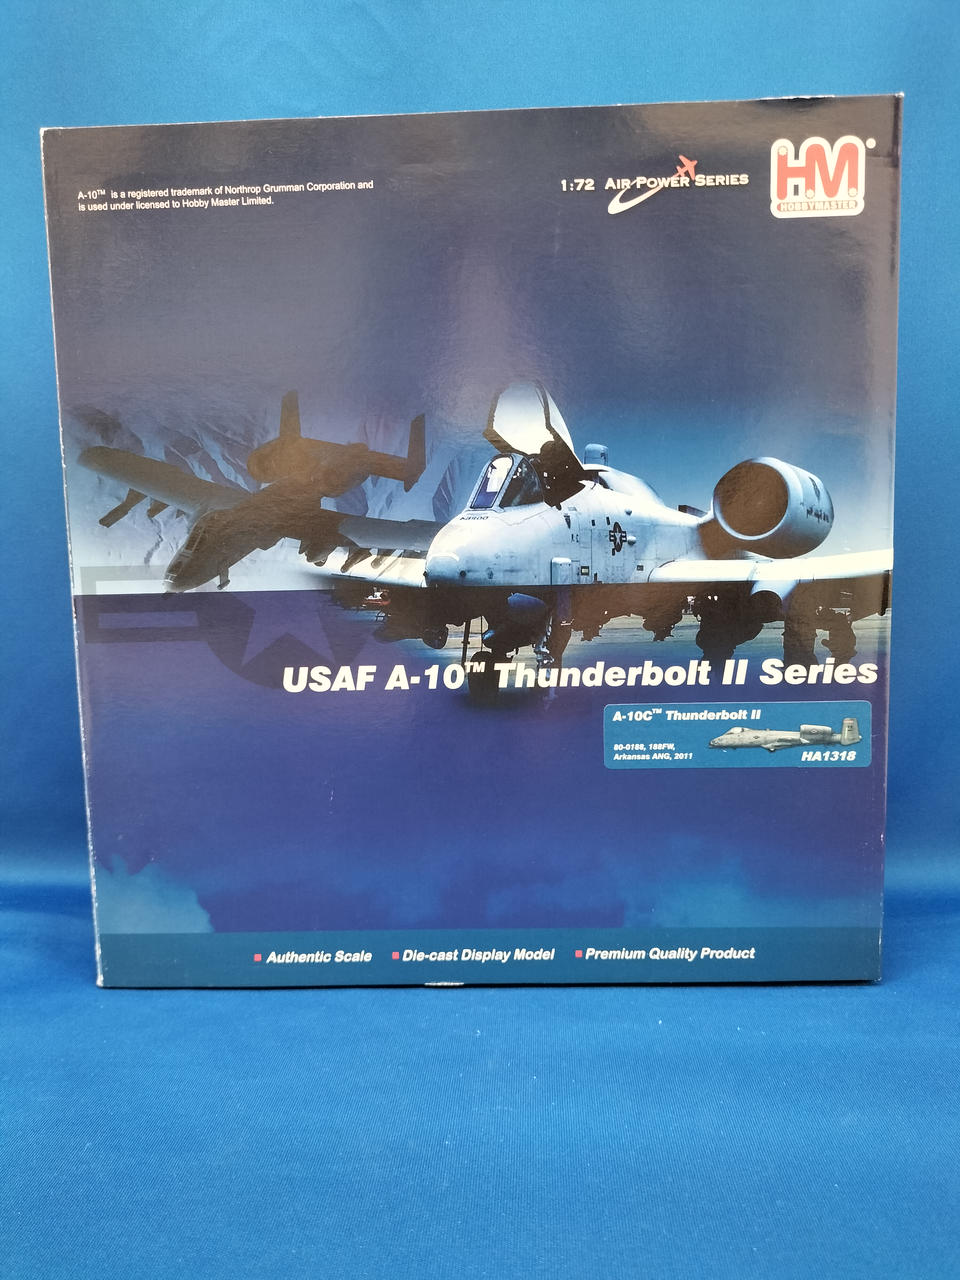 A-10™ is a registered trademark of Northrop Grumman Corporation and
is used under licensed to Hobby Master Limited.
1:72 AIR POWER SERIES
HM®
HOBBYMASTER
USAF A-10™ Thunderbolt II Series
A-10C™ Thunderbolt II
80-0188, 188FW,
Arkansas ANG, 2011
HA1318
Authentic Scale
Die-cast Display Model
Premium Quality Product